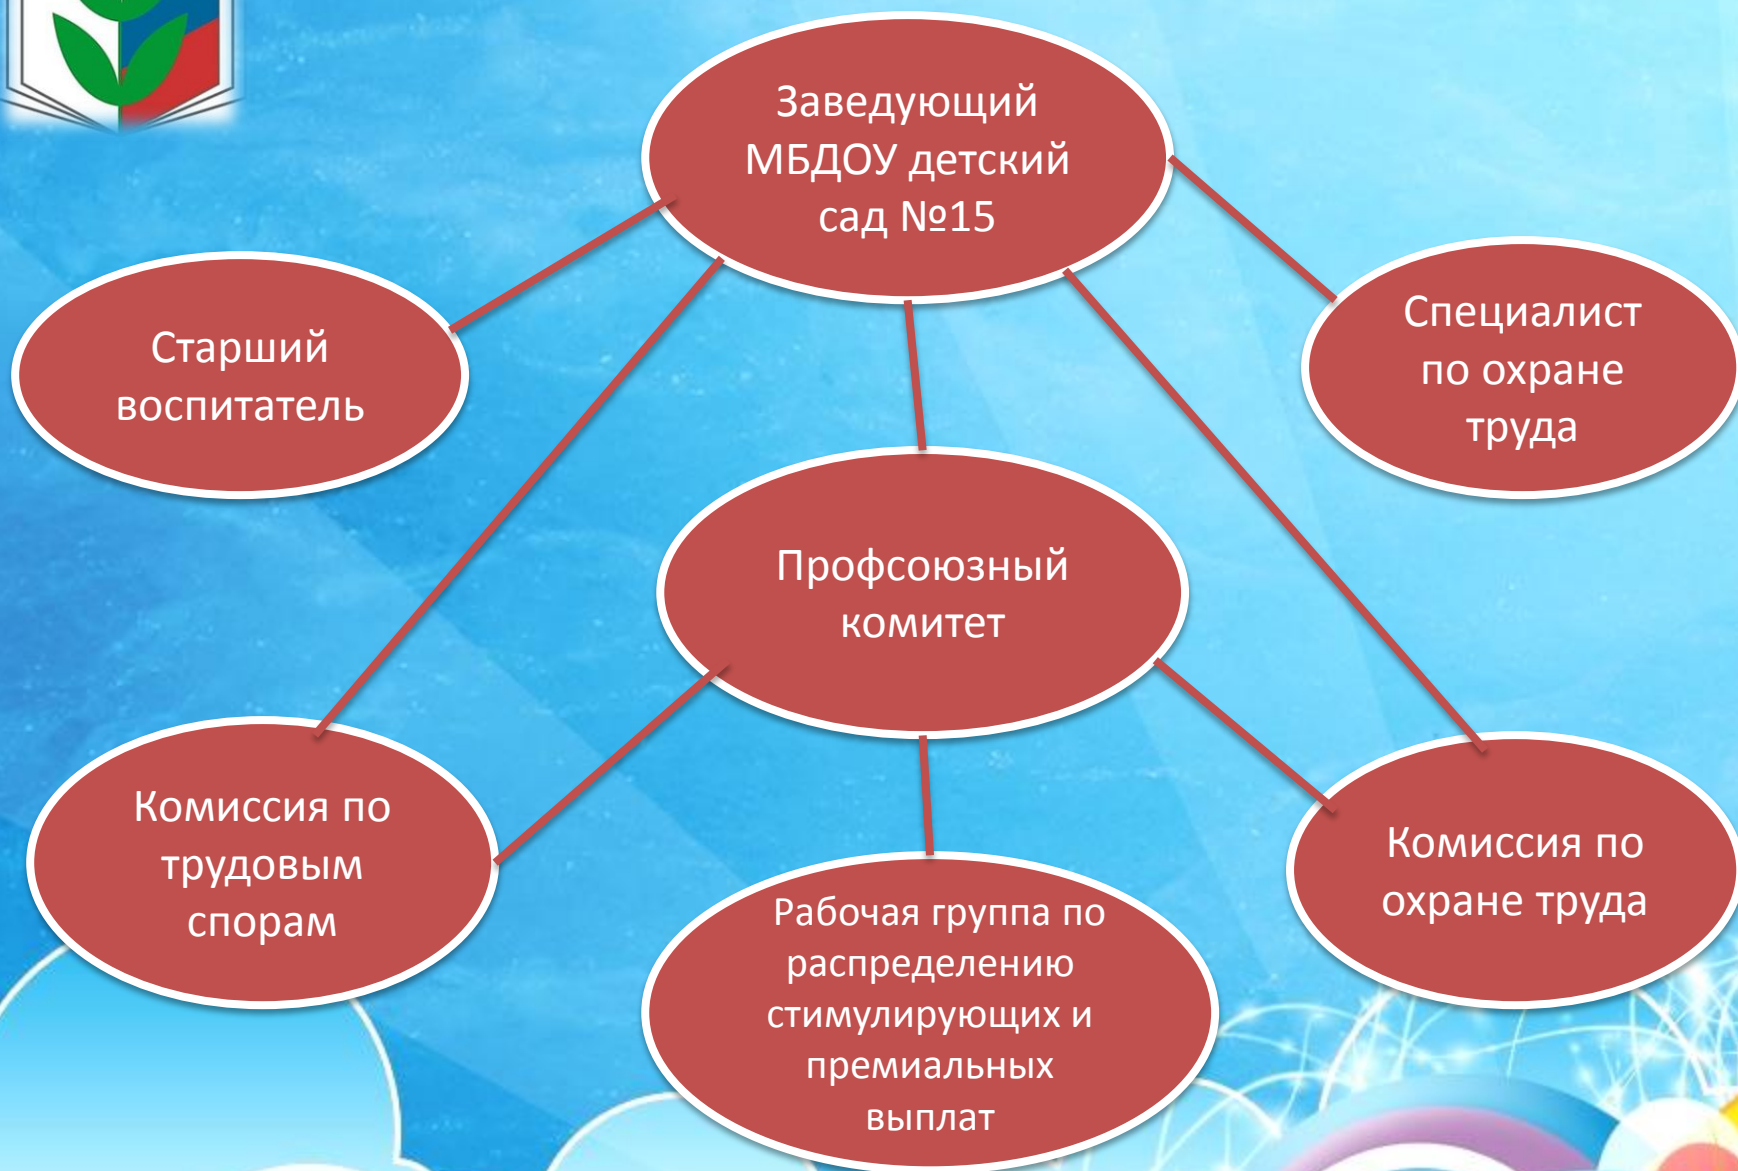 Заведующий
МБДОУ детский
сад №15
Старший
воспитатель
Специалист
по охране
труда
Профсоюзный
комитет
Комиссия по
трудовым
спорам
Рабочая группа по
распределению
стимулирующих и
премиальных
выплат
Комиссия по
охране труда